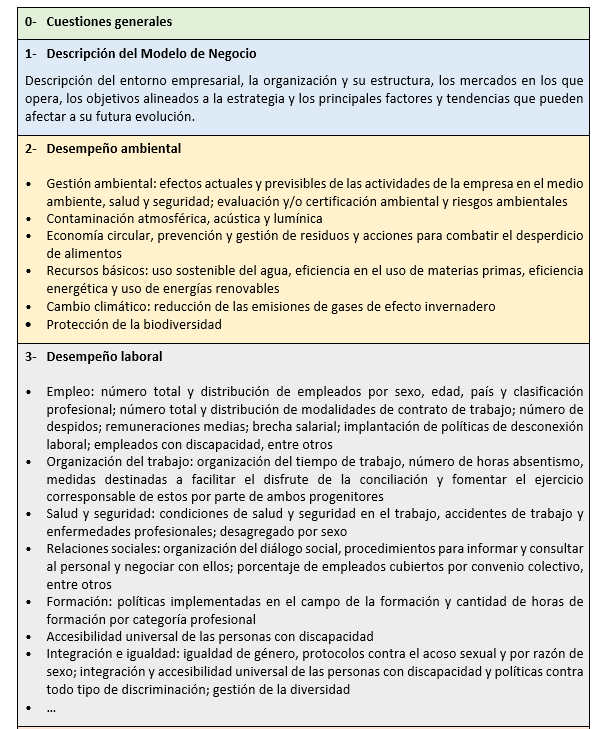 0- Cuestiones generales
1- Descripción del Modelo de Negocio
Descripción del entorno empresarial, la organización y su estructura, los mercados en los que
opera, los objetivos alineados a la estrategia y los principales factores y tendencias que pueden
afectar a su futura evolución.
2- Desempeño ambiental
• Gestión ambiental: efectos actuales y previsibles de las actividades de la empresa en el medio
ambiente, salud y seguridad; evaluación y/o certificación ambiental y riesgos ambientales
• Contaminación atmosférica, acústica y lumínica
• Economía circular, prevención y gestión de residuos y acciones para combatir el desperdicio
de alimentos
• Recursos básicos: uso sostenible del agua, eficiencia en el uso de materias primas, eficiencia
energética y uso de energías renovables
• Cambio climático: reducción de las emisiones de gases de efecto invernadero
• Protección de la biodiversidad
3- Desempeño laboral
• Empleo: número total y distribución de empleados por sexo, edad, país y clasificación
profesional; número total y distribución de modalidades de contrato de trabajo; número de
despidos; remuneraciones medias; brecha salarial; implantación de políticas de desconexión
laboral; empleados con discapacidad, entre otros
• Organización del trabajo: organización del tiempo de trabajo, número de horas absentismo,
medidas destinadas a facilitar el disfrute de la conciliación y fomentar el ejercicio
corresponsable de estos por parte de ambos progenitores
• Salud y seguridad: condiciones de salud y seguridad en el trabajo, accidentes de trabajo y
enfermedades profesionales; desagregado por sexo
• Relaciones sociales: organización del diálogo social, procedimientos para informar y consultar
al personal y negociar con ellos; porcentaje de empleados cubiertos por convenio colectivo,
entre otros
• Formación: políticas implementadas en el campo de la formación y cantidad de horas de
formación por categoría profesional
• Accesibilidad universal de las personas con discapacidad
• Integración e igualdad: igualdad de género, protocolos contra el acoso sexual y por razón de
sexo; integración y accesibilidad universal de las personas con discapacidad y políticas contra
todo tipo de discriminación; gestión de la diversidad
• ...